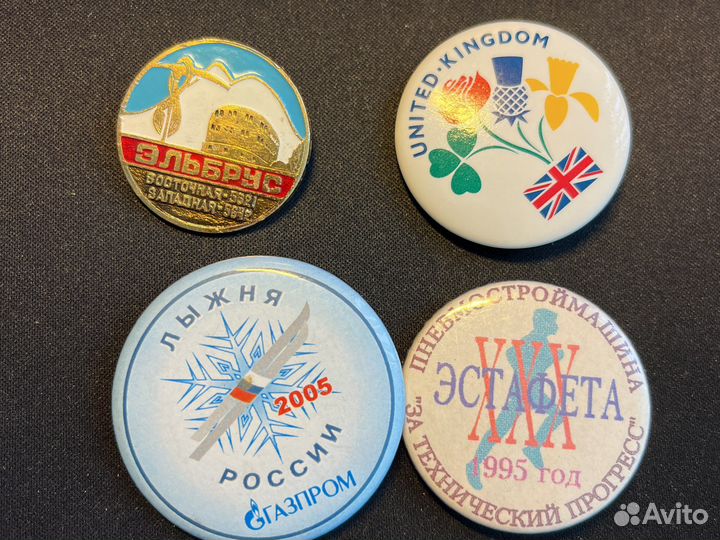 ЭЛЬБРУС
ВОСТОЧНАЯ-5621
ЗАПАДНАЯ-5642
UNITED·KINGDOM
ЛЫЖНЯ
2005
РОССИИ
ГАЗПРОМ
ПНЕВМОСТРОЙМАШИНА
XXX
ЭСТАФЕТА
1995 год
"ЗА ТЕХНИЧЕСКИЙ ПРОГРЕСС"
Avito